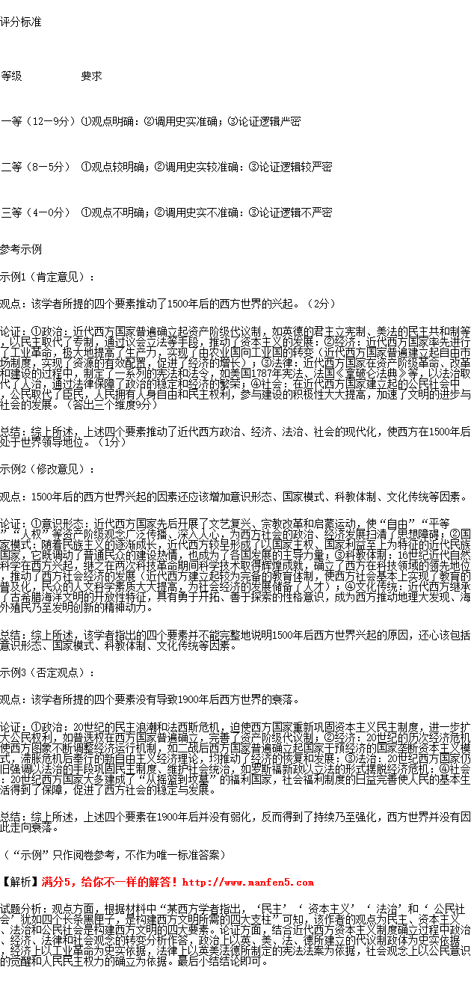 评分标准
等级 要求
一等（12—9分） ①观点明确：②调用史实准确；③论证逻辑严密
二等（8—5分） ①观点较明确；②调用史实较准确：③论证逻辑较严密
三等（4—0分） ①观点不明确；②调用史实不准确：③论证逻辑不严密
参考示例
示例1（肯定意见）：
观点：该学者所提的四个要素推动了1500年后的西方世界的兴起。（2分）
论证：①政治：近代西方国家普遍确立起资产阶级代议制，如英德的君主立宪制、美法的民主共和制等
，以民主取代了专制，通过议会立法等手段，推动了资本主义的发展：②经济：近代西方国家率先进行
了工业革命，极大地提高了生产力，实现了由农业国向工业国的转变（近代西方国家普遍建立起自由市
场制度，实现了资源的有效配置，促进了经济的增长）；③法律：近代西方国家在资产阶级革命、改革
和建设的过程中，制定了一系列的宪法和法令，如美国1787年宪法、法国《拿破仑法典》等，以法治取
代了人治，通过法律保障了政治的稳定和经济的繁荣；④社会：在近代西方国家建立起的公民社会中
，公民取代了臣民，人民拥有人身自由和民主权利，参与建设的积极性大大提高，加速了文明的进步与
社会的发展。（答出三个维度9分）
总结：综上所述，上述四个要素推动了近代西方政治、经济、法治、社会的现代化，使西方在1500年后
处于世界领导地位。（1分）
示例2（修改意见）：
观点：1500年后的西方世界兴起的因素还应该增加意识形态、国家模式、科教体制、文化传统等因素。
论证：①意识形态：近代西方国家先后开展了文艺复兴、宗教改革和启蒙运动，使“自由”“平等
”“人权”等资产阶级观念广泛传播、深入人心，为西方社会的政治、经济发展扫清了思想障碍；②国
家模式：随着民族主义的逐渐成长，近代西方较早形成了以国家主权、国家利益至上为特征的近代民族
国家，它既调动了普通民众的建设热情，也成为了各国发展的主导力量；③科教体制：16世纪近代自然
科学在西方兴起，继之在两次科技革命期间科学技术取得辉煌成就，确立了西方在科技领域的领先地位
，推动了西方社会经济的发展（近代西方建立起较为完备的教育体制，使西方社会基本上实现了教育的
普及化，民众的人文科学素质大大提高，为社会经济的发展储备了人才）；④文化传统：近代西方继承
了古希腊海洋文明的开放性特征，具有勇于开拓、善于探索的性格意识，成为西方推动地理大发现、海
外殖民乃至发明创新的精神动力。
总结：综上所述，该学者指出的四个要素并不能完整地说明1500年后西方世界兴起的原因，还心该包括
意识形态、国家模式、科教体制、文化传统等因素。
示例3（否定观点）：
观点：该学者所提的四个要素没有导致1900年后西方世界的衰落。
论证：①政治：20世纪的民主浪潮和法西斯危机，迫使西方国家重新巩固资本主义民主制度，进一步扩
大公民权利，如普选权在西方国家普遍确立，完善了资产阶级代议制；②经济：20世纪的历次经济危机
使西方图象不断调整经济运行机制，如二战后西方国家普遍确立起国家干预经济的国家垄断资本主义模
式，滞胀危机后奉行的新自由主义经济理论，均推动了经济的恢复和发展：③法治：20世纪西方国家仍
旧强调以法治的手段巩固民主制度、维护社会统治，如罗斯福新政以立法的形式摆脱经济危机：④社会
：20世纪西方国家大多建成了“从摇篮到坟墓”的福利国家，社会福利制度的日益完善使人民的基本生
活得到了保障，促进了西方社会的稳定与发展。
总结：综上所述，上述四个要素在1900年后并没有弱化，反而得到了持续乃至强化，西方世界并没有因
此走向衰落。
（“示例”只作阅卷参考，不作为唯一标准答案）
【解析】满分5，给你不一样的解答！http://www.manfen5.com
试题分析：观点方面，根据材料中“某西方学者指出，‘民主’‘ 资本主义’‘ 法治’和‘ 公民社
会’犹如四个长条黑匣子，是构建西方文明所需的四大支柱”可知，该作者的观点为民主、资本主义
、法治和公民社会是构建西方文明的四大要素。论证方面，结合近代西方资本主义制度确立过程中政治
、经济、法律和社会观念的转变分析作答，政治上以英、美、法、德所建立的代议制政体为史实依据
，经济上以工业革命为史实依据，法律上以英美法德所制定的宪法法案为依据，社会观念上以公民意识
的觉醒和人民民主权力的确立为依据。最后小结结论即可。